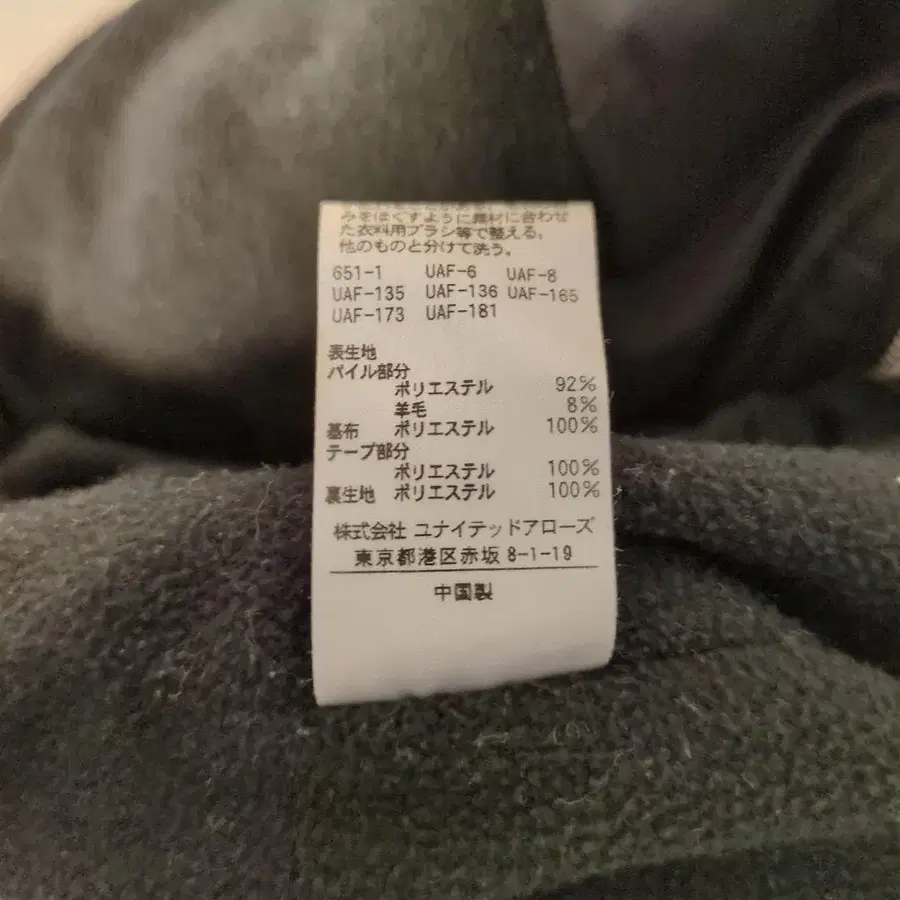 みをほぐすように素材に合わせ
た衣料用ブラシ等で整える。
他のものと分けて洗う。
651-1 UAF-6 UAF-8
UAF-135 UAF-136 UAF-165
UAF-173 UAF-181
表生地
パイル部分
ポリエステル 92%
羊毛 8%
基布 ポリエステル 100%
テープ部分
ポリエステル 100%
裏生地 ポリエステル 100%
株式会社 ユナイテッドアローズ
東京都港区赤坂 8-1-19
中国製